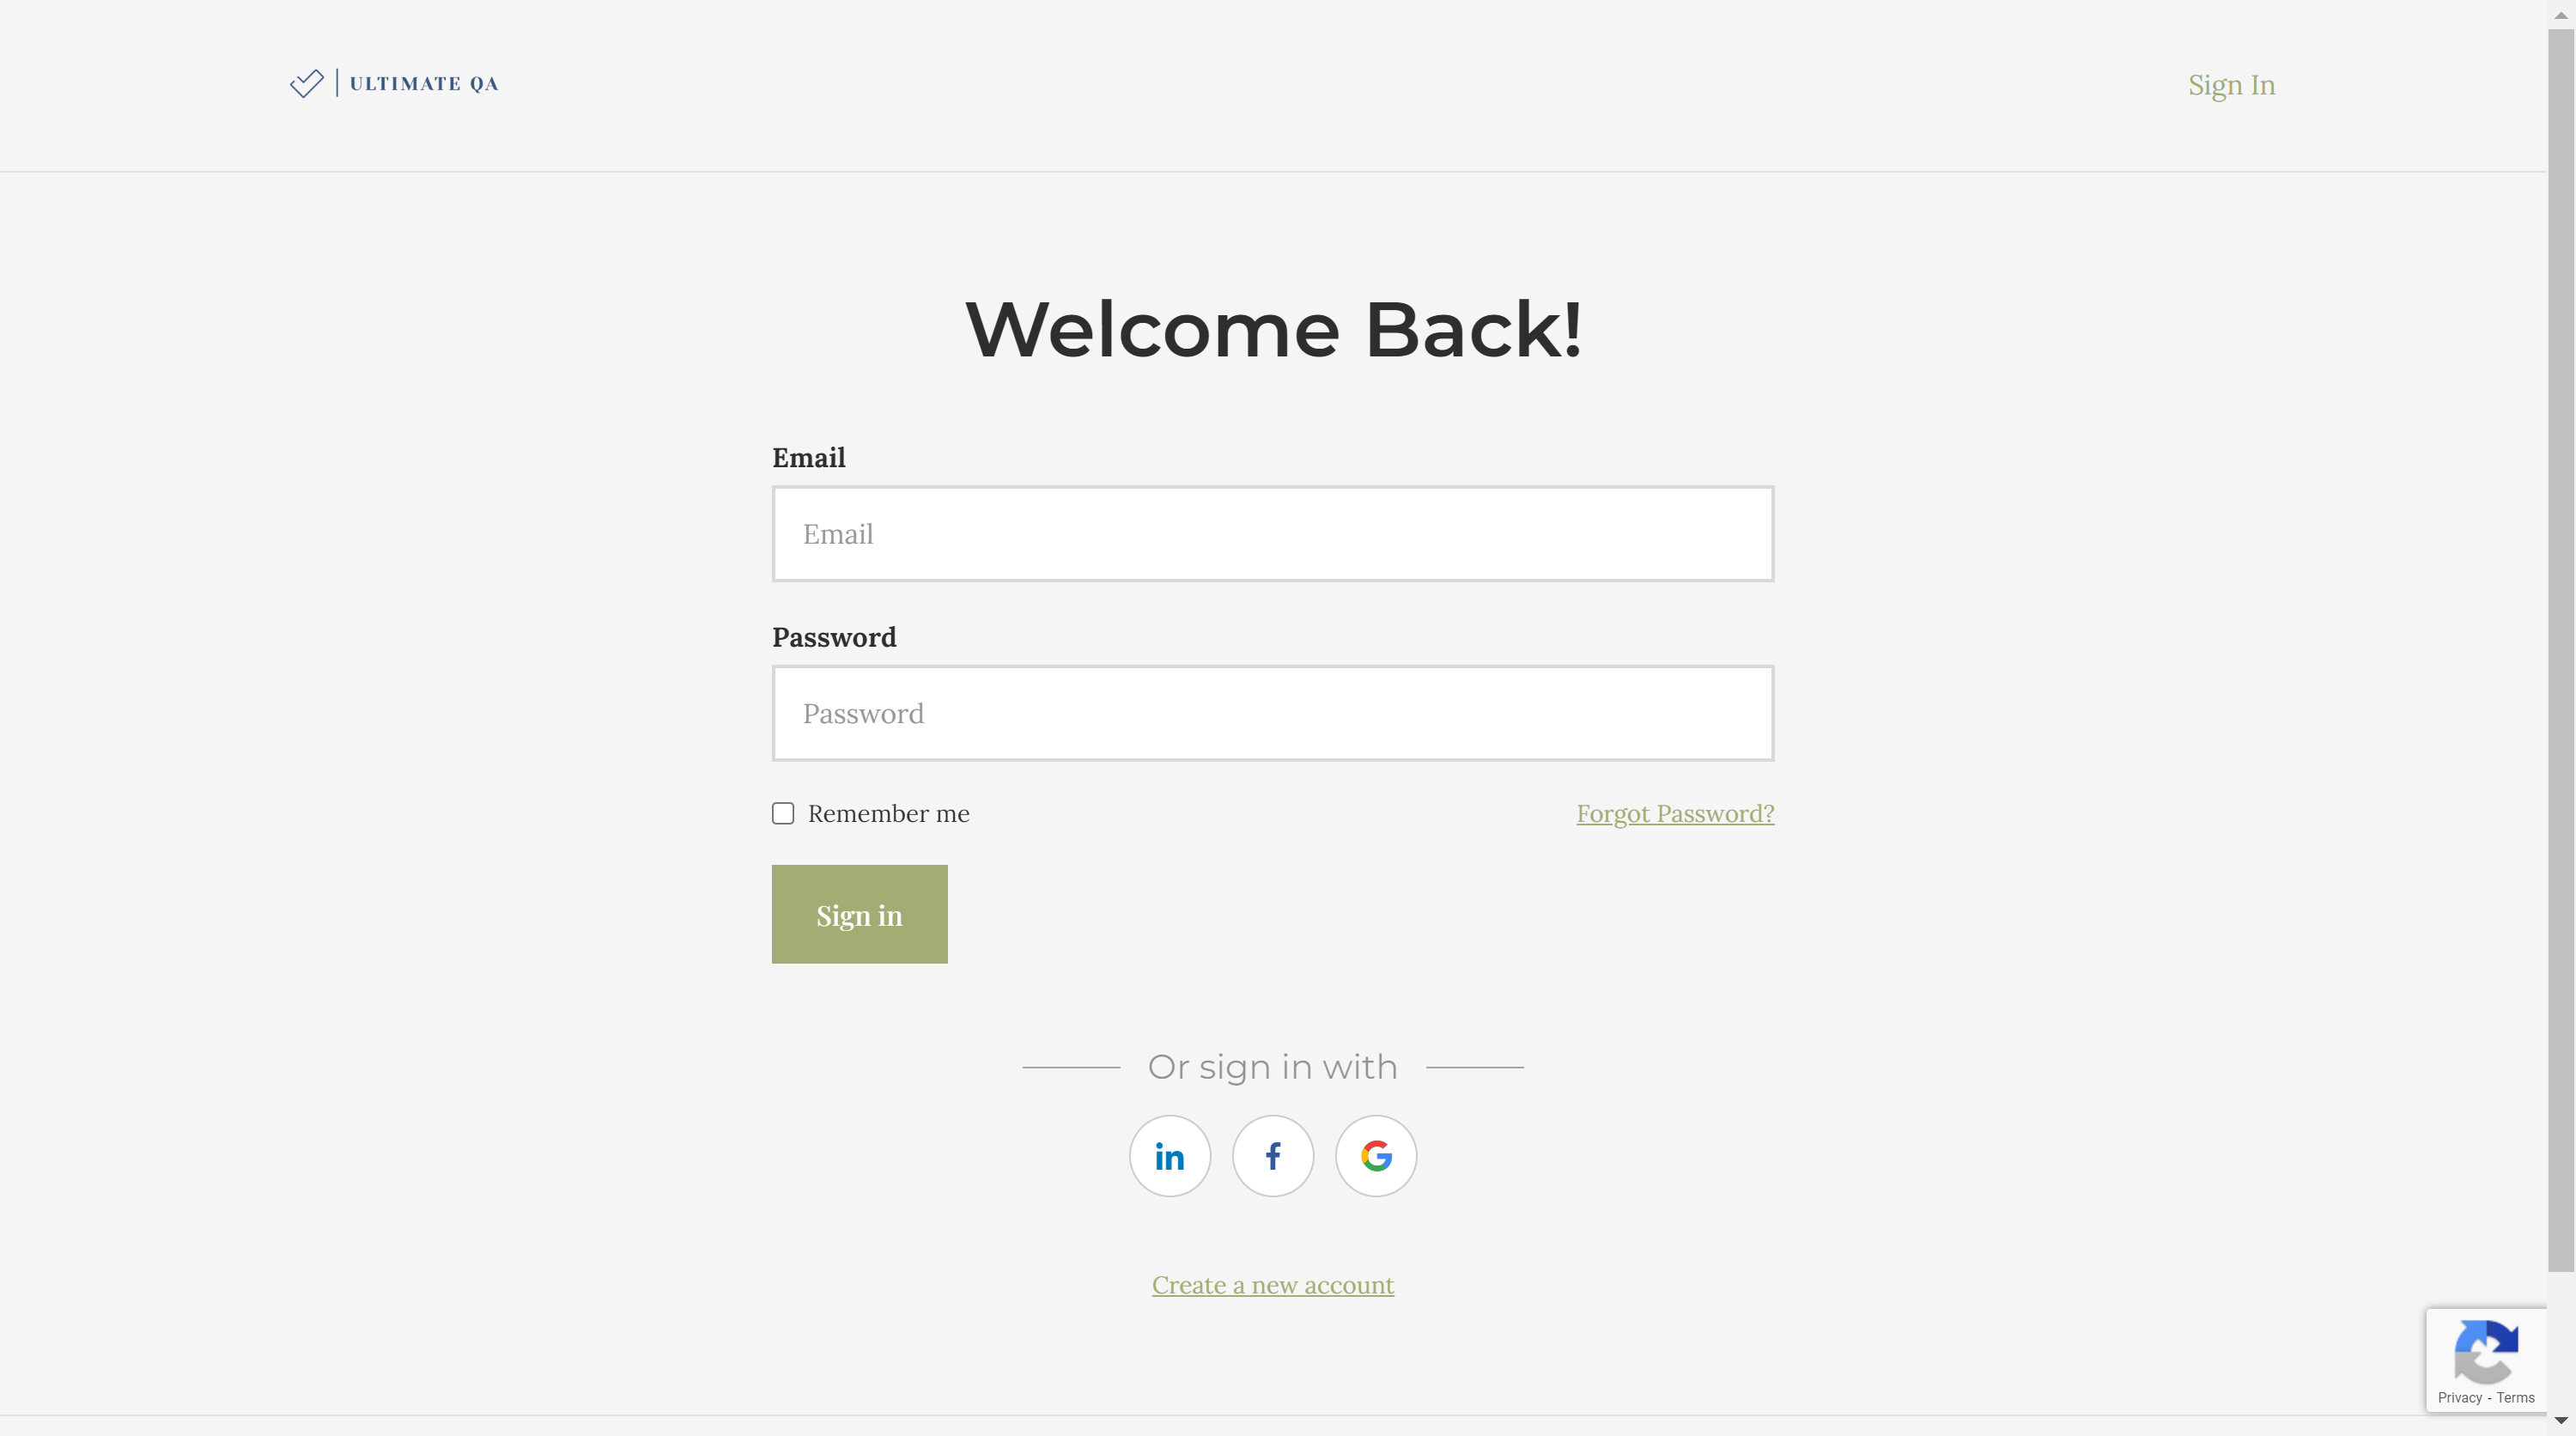 ULTIMATE QA
Sign In
Welcome Back!
Email
Email
Password
Password
Remember me
Forgot Password?
Sign in
Or sign in with
in
f
G
Create a new account
Privacy - Terms